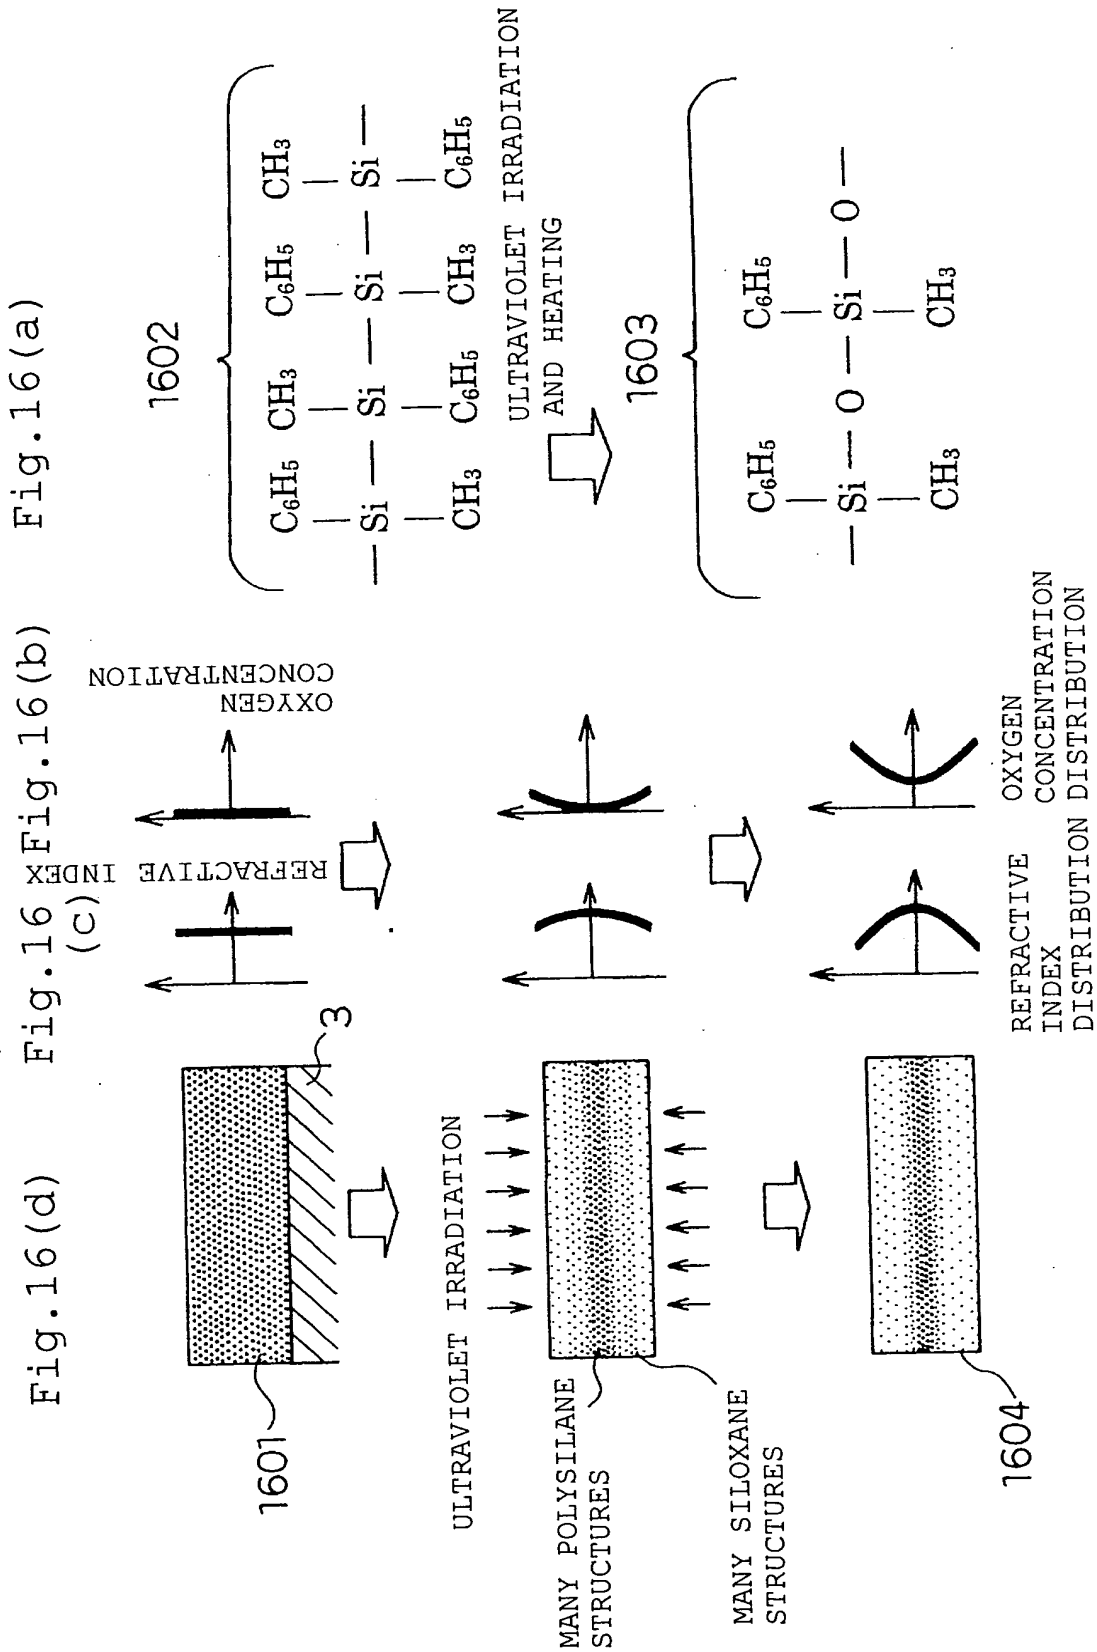 Fig.16(a)
1602
C6H5 CH3 C6H5 CH3
— Si — Si — Si — Si —
CH3 C6H5 CH3 C6H5
ULTRAVIOLET IRRADIATION
AND HEATING
1603
C6H5 C6H5
— Si — O — Si — O —
CH3 CH3
Fig.16(b)
OXYGEN
CONCENTRATION
OXYGEN
CONCENTRATION
DISTRIBUTION
Fig.16
(c)
REFRACTIVE INDEX
REFRACTIVE
INDEX
DISTRIBUTION
Fig.16(d)
3
1601
ULTRAVIOLET IRRADIATION
MANY POLYSILANE
STRUCTURES
MANY SILOXANE
STRUCTURES
1604